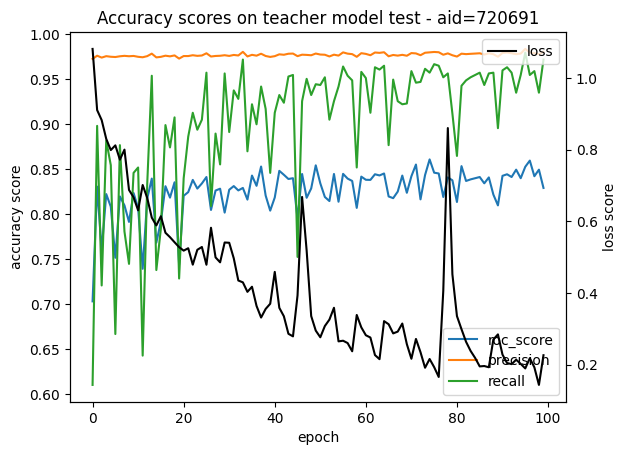 Accuracy scores on teacher model test - aid=720691
1.00
0.95
0.90
0.85
0.80
0.75
0.70
0.65
0.60
accuracy score
0
20
40
60
80
100
epoch
1.0
0.8
0.6
0.4
0.2
loss score
loss
roc_score
precision
recall